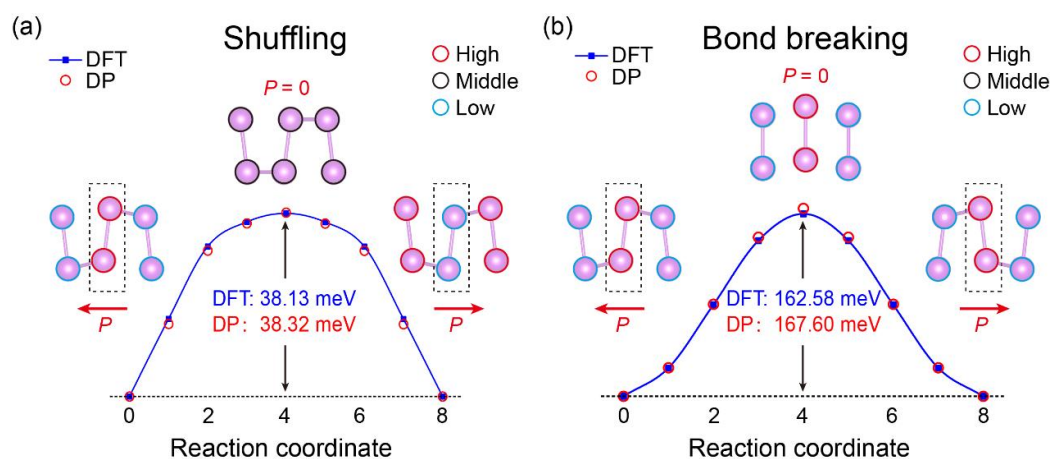 (a)
Shuffling
DFT
DP
High
Middle
Low
P = 0
P
P
DFT: 38.13 meV
DP: 38.32 meV
0 2 4 6 8
Reaction coordinate
(b)
Bond breaking
DFT
DP
High
Middle
Low
P = 0
P
P
DFT: 162.58 meV
DP: 167.60 meV
0 2 4 6 8
Reaction coordinate